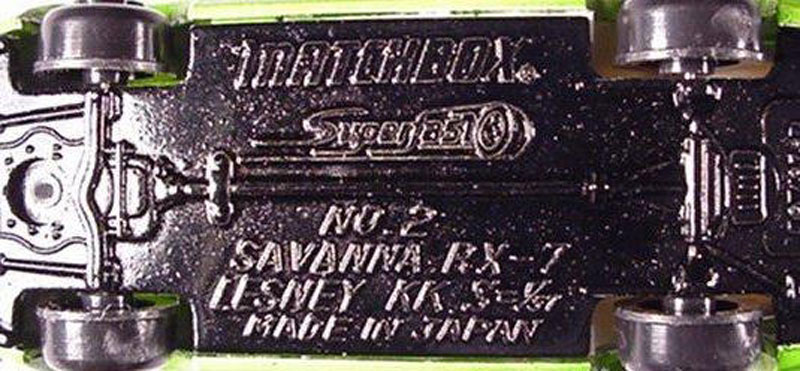 MATCHBOX®
Superfast
NO. 2
SAVANNA RX-7
LESNEY KK S=
MADE IN JAPAN